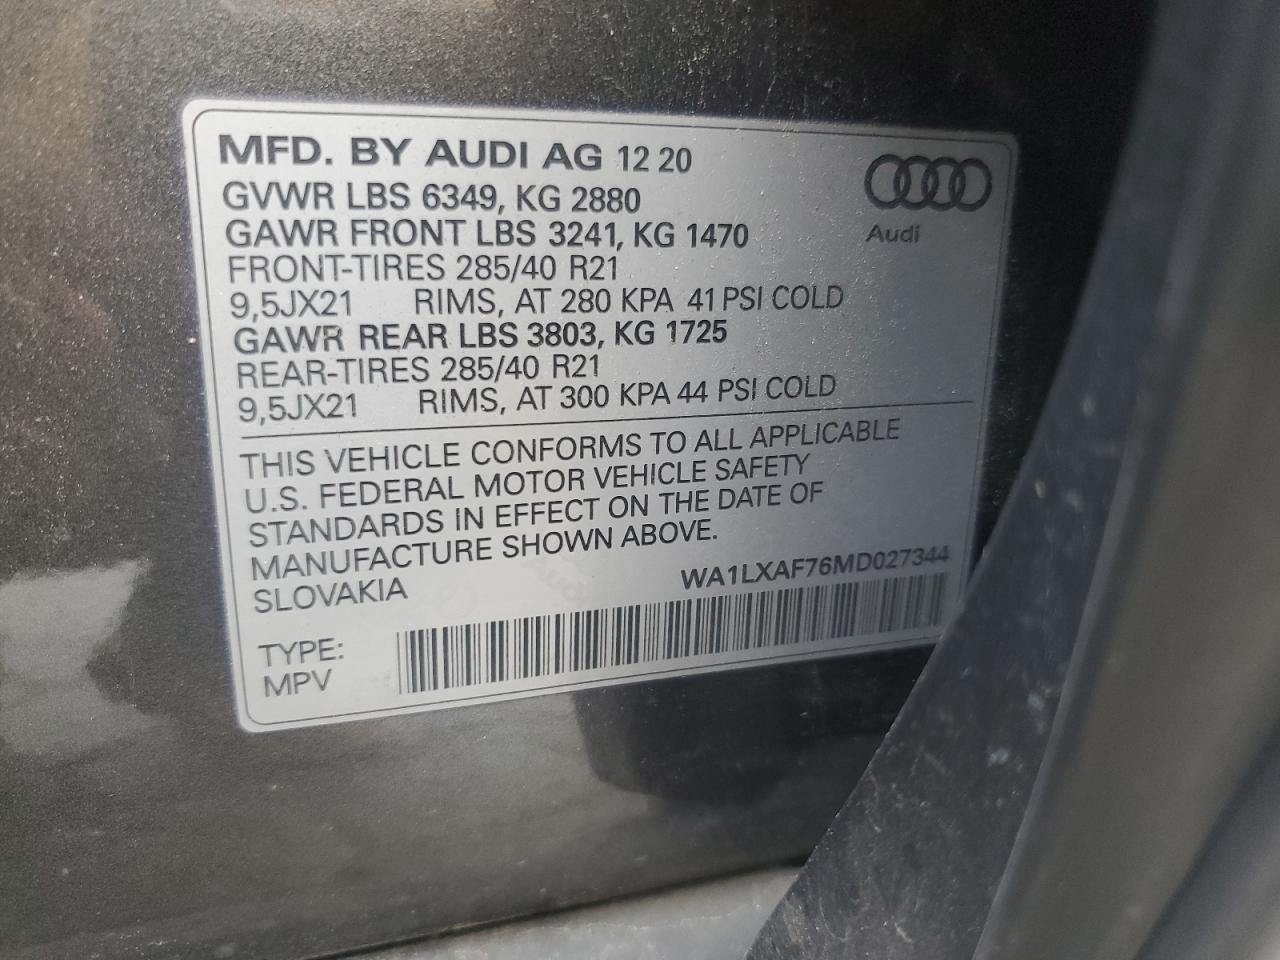 MFD. BY AUDI AG 12 20
GVWR LBS 6349, KG 2880
GAWR FRONT LBS 3241, KG 1470
FRONT-TIRES 285/40 R21
9,5JX21 RIMS, AT 280 KPA 41 PSI COLD
GAWR REAR LBS 3803, KG 1725
REAR-TIRES 285/40 R21
9,5JX21 RIMS, AT 300 KPA 44 PSI COLD
Audi
THIS VEHICLE CONFORMS TO ALL APPLICABLE
U.S. FEDERAL MOTOR VEHICLE SAFETY
STANDARDS IN EFFECT ON THE DATE OF
MANUFACTURE SHOWN ABOVE.
SLOVAKIA
WA1LXAF76MD027344
Audi
TYPE:
MPV